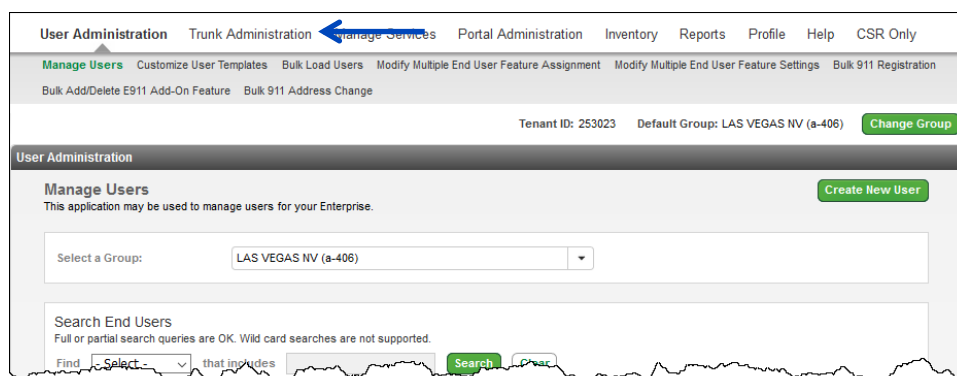 User Administration Trunk Administration Manage Services Portal Administration Inventory Reports Profile Help CSR Only
Manage Users Customize User Templates Bulk Load Users Modify Multiple End User Feature Assignment Modify Multiple End User Feature Settings Bulk 911 Registration
Bulk Add/Delete E911 Add-On Feature Bulk 911 Address Change
Tenant ID: 253023 Default Group: LAS VEGAS NV (a-406) Change Group
User Administration
Manage Users Create New User
This application may be used to manage users for your Enterprise.
Select a Group: LAS VEGAS NV (a-406)
Search End Users
Full or partial search queries are OK. Wild card searches are not supported.
Find - Select - that includes Search Clear